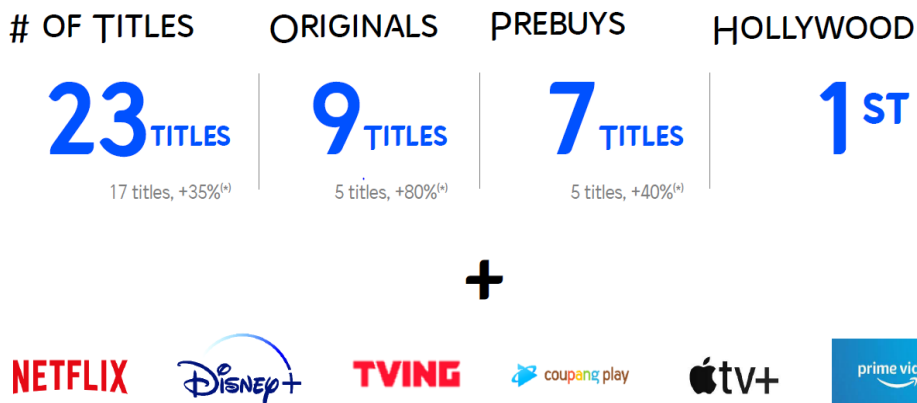 # OF TITLES ORIGINALS PREBUYS HOLLYWOOD
23 TITLES 9 TITLES 7 TITLES 1ST
17 titles, +35%(*) 5 titles, +80%(*) 5 titles, +40%(*)
+
NETFLIX Disney+ TVING coupang play tv+ prime